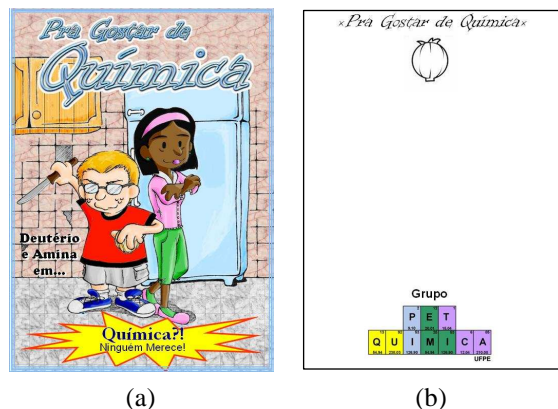 Pra Gostar de
Química
Deutério
e Amina
em...
Química?!
Ninguém Merece!
(a)
×Pra Gostar de Química×
Grupo
P E T
Q U I M I C A
UFPE
(b)